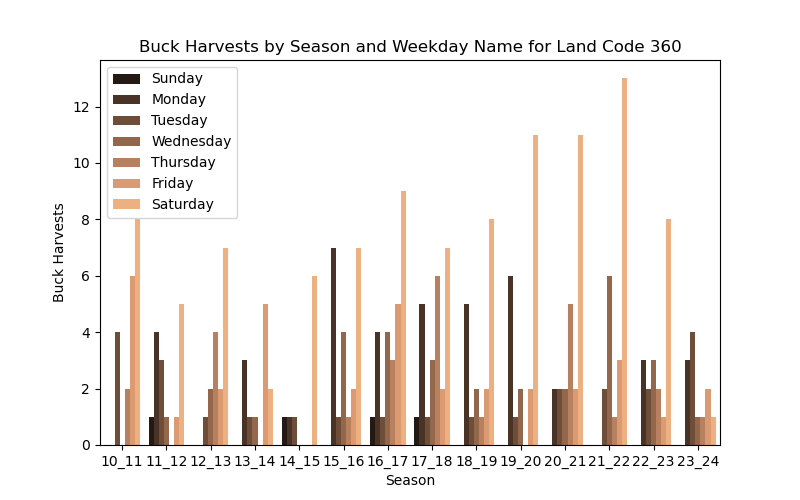 Buck Harvests by Season and Weekday Name for Land Code 360
Sunday
Monday
Tuesday
Wednesday
Thursday
Friday
Saturday
Buck Harvests
12
10
8
6
4
2
0
10_11 11_12 12_13 13_14 14_15 15_16 16_17 17_18 18_19 19_20 20_21 21_22 22_23 23_24
Season